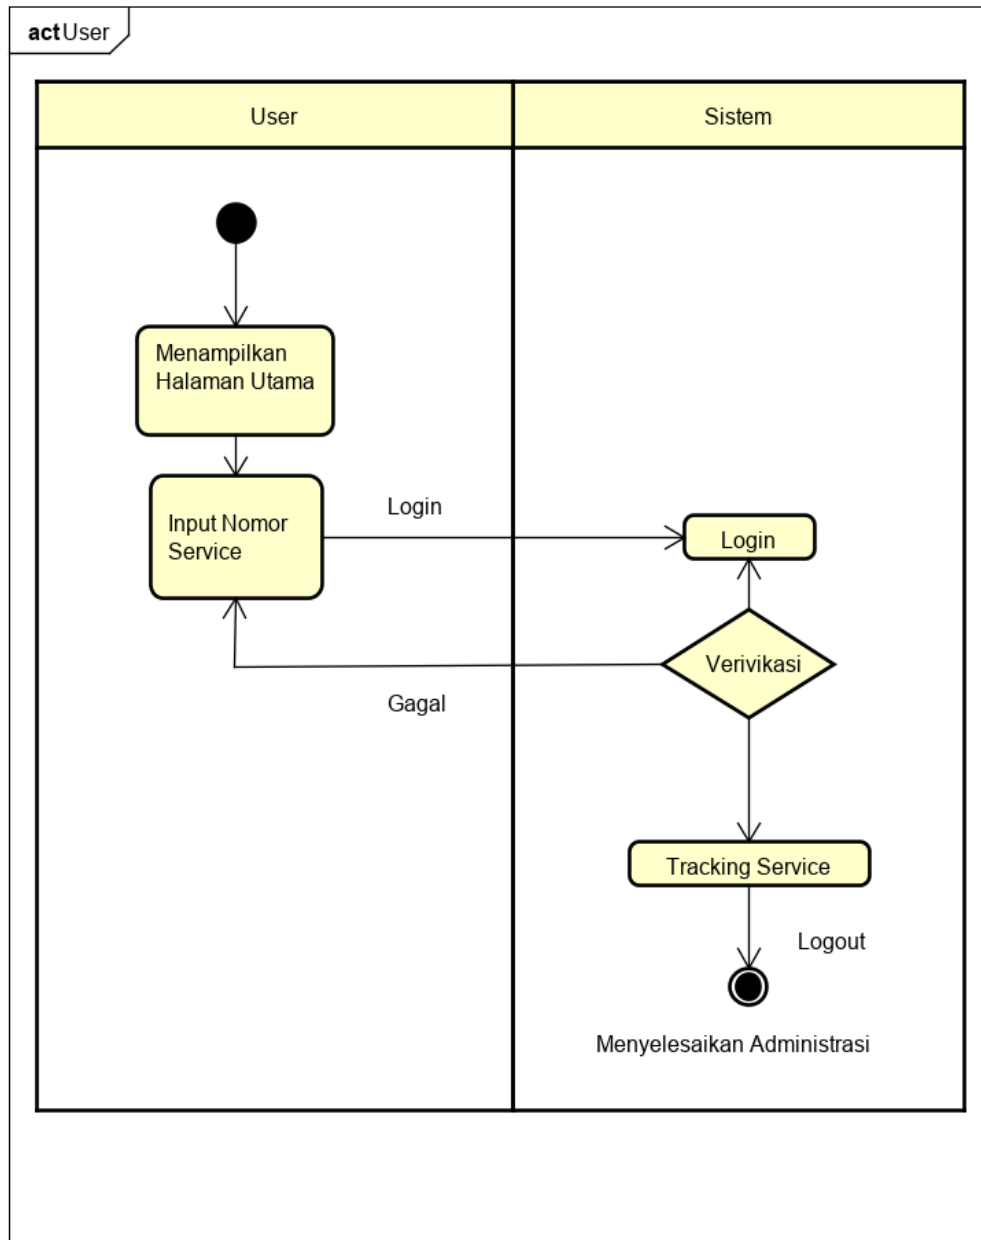 act User
User
Sistem
Menampilkan
Halaman Utama
Input Nomor
Service
Login
Login
Verivikasi
Gagal
Tracking Service
Logout
Menyelesaikan Administrasi